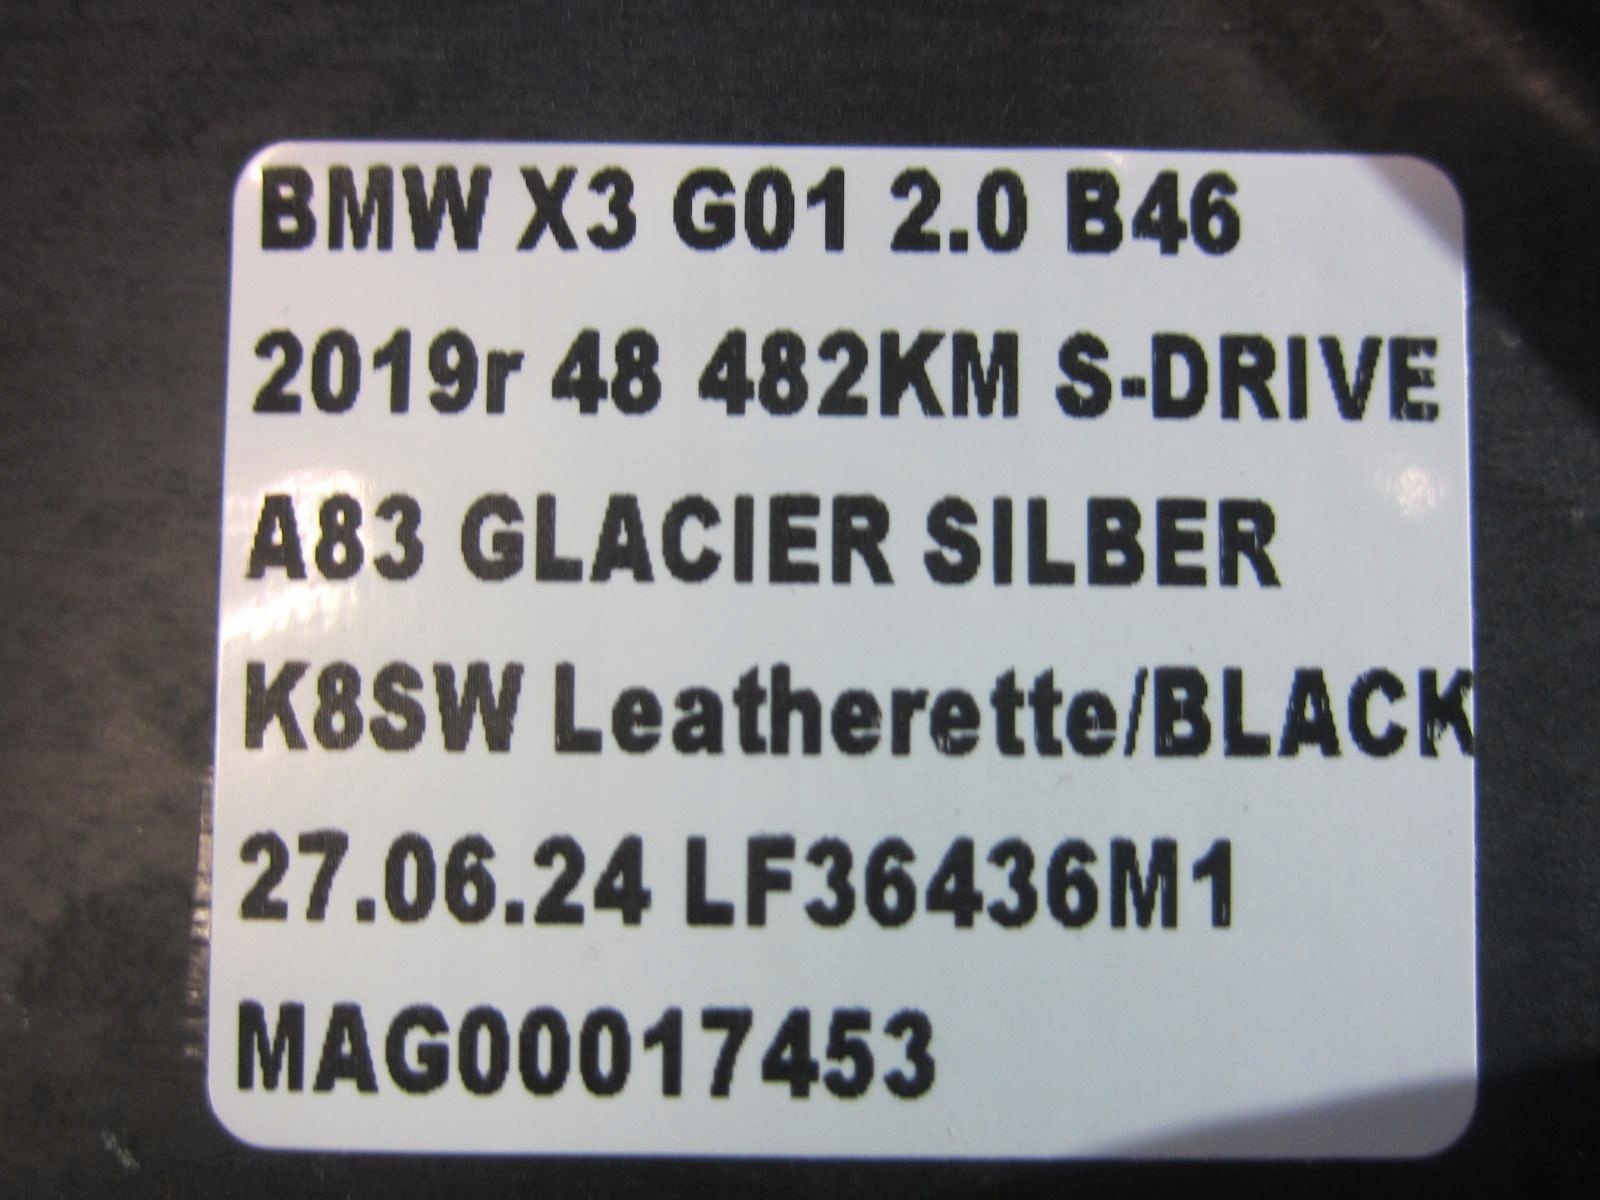 BMW X3 G01 2.0 B46
2019r 48 482KM S-DRIVE
A83 GLACIER SILBER
K8SW Leatherette/BLACK
27.06.24 LF36436M1
MAG00017453